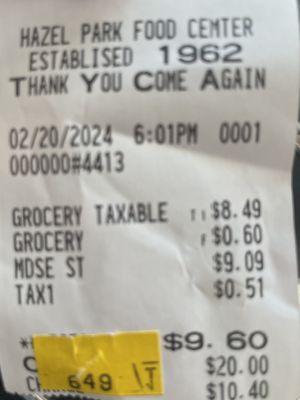 HAZEL PARK FOOD CEMTER
ESTABLISED 1962
THANK YOU COME AGAIN
02/20/2024 6:01PM 0001
000000#4413
GROCERY TAXABLE T1 $8.49
GROCERY F $0.60
MDSE ST $9.09
TAX1 $0.51
$9.60
$20.00
$10.40
649